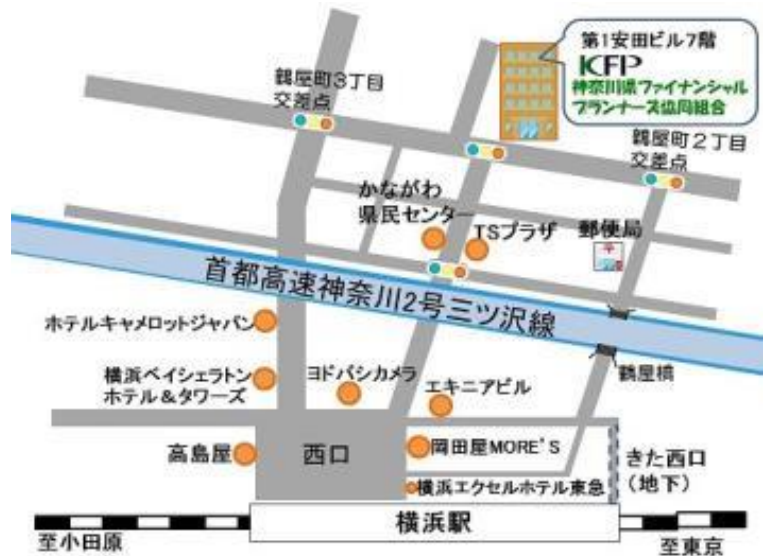 第1安田ビル7階
KFP
神奈川県ファイナンシャル
プランナーズ協同組合
鶴屋町3丁目
交差点
鶴屋町2丁目
交差点
かながわ
県民センター
TSプラザ
郵便局
首都高速神奈川2号三ツ沢線
ホテルキャメロットジャパン
横浜ベイシェラトン
ホテル＆タワーズ
ヨドバシカメラ
エキニアビル
鶴屋橋
高島屋
西口
岡田屋MORE'S
きた西口
(地下)
横浜エクセルホテル東急
横浜駅
至小田原
至東京